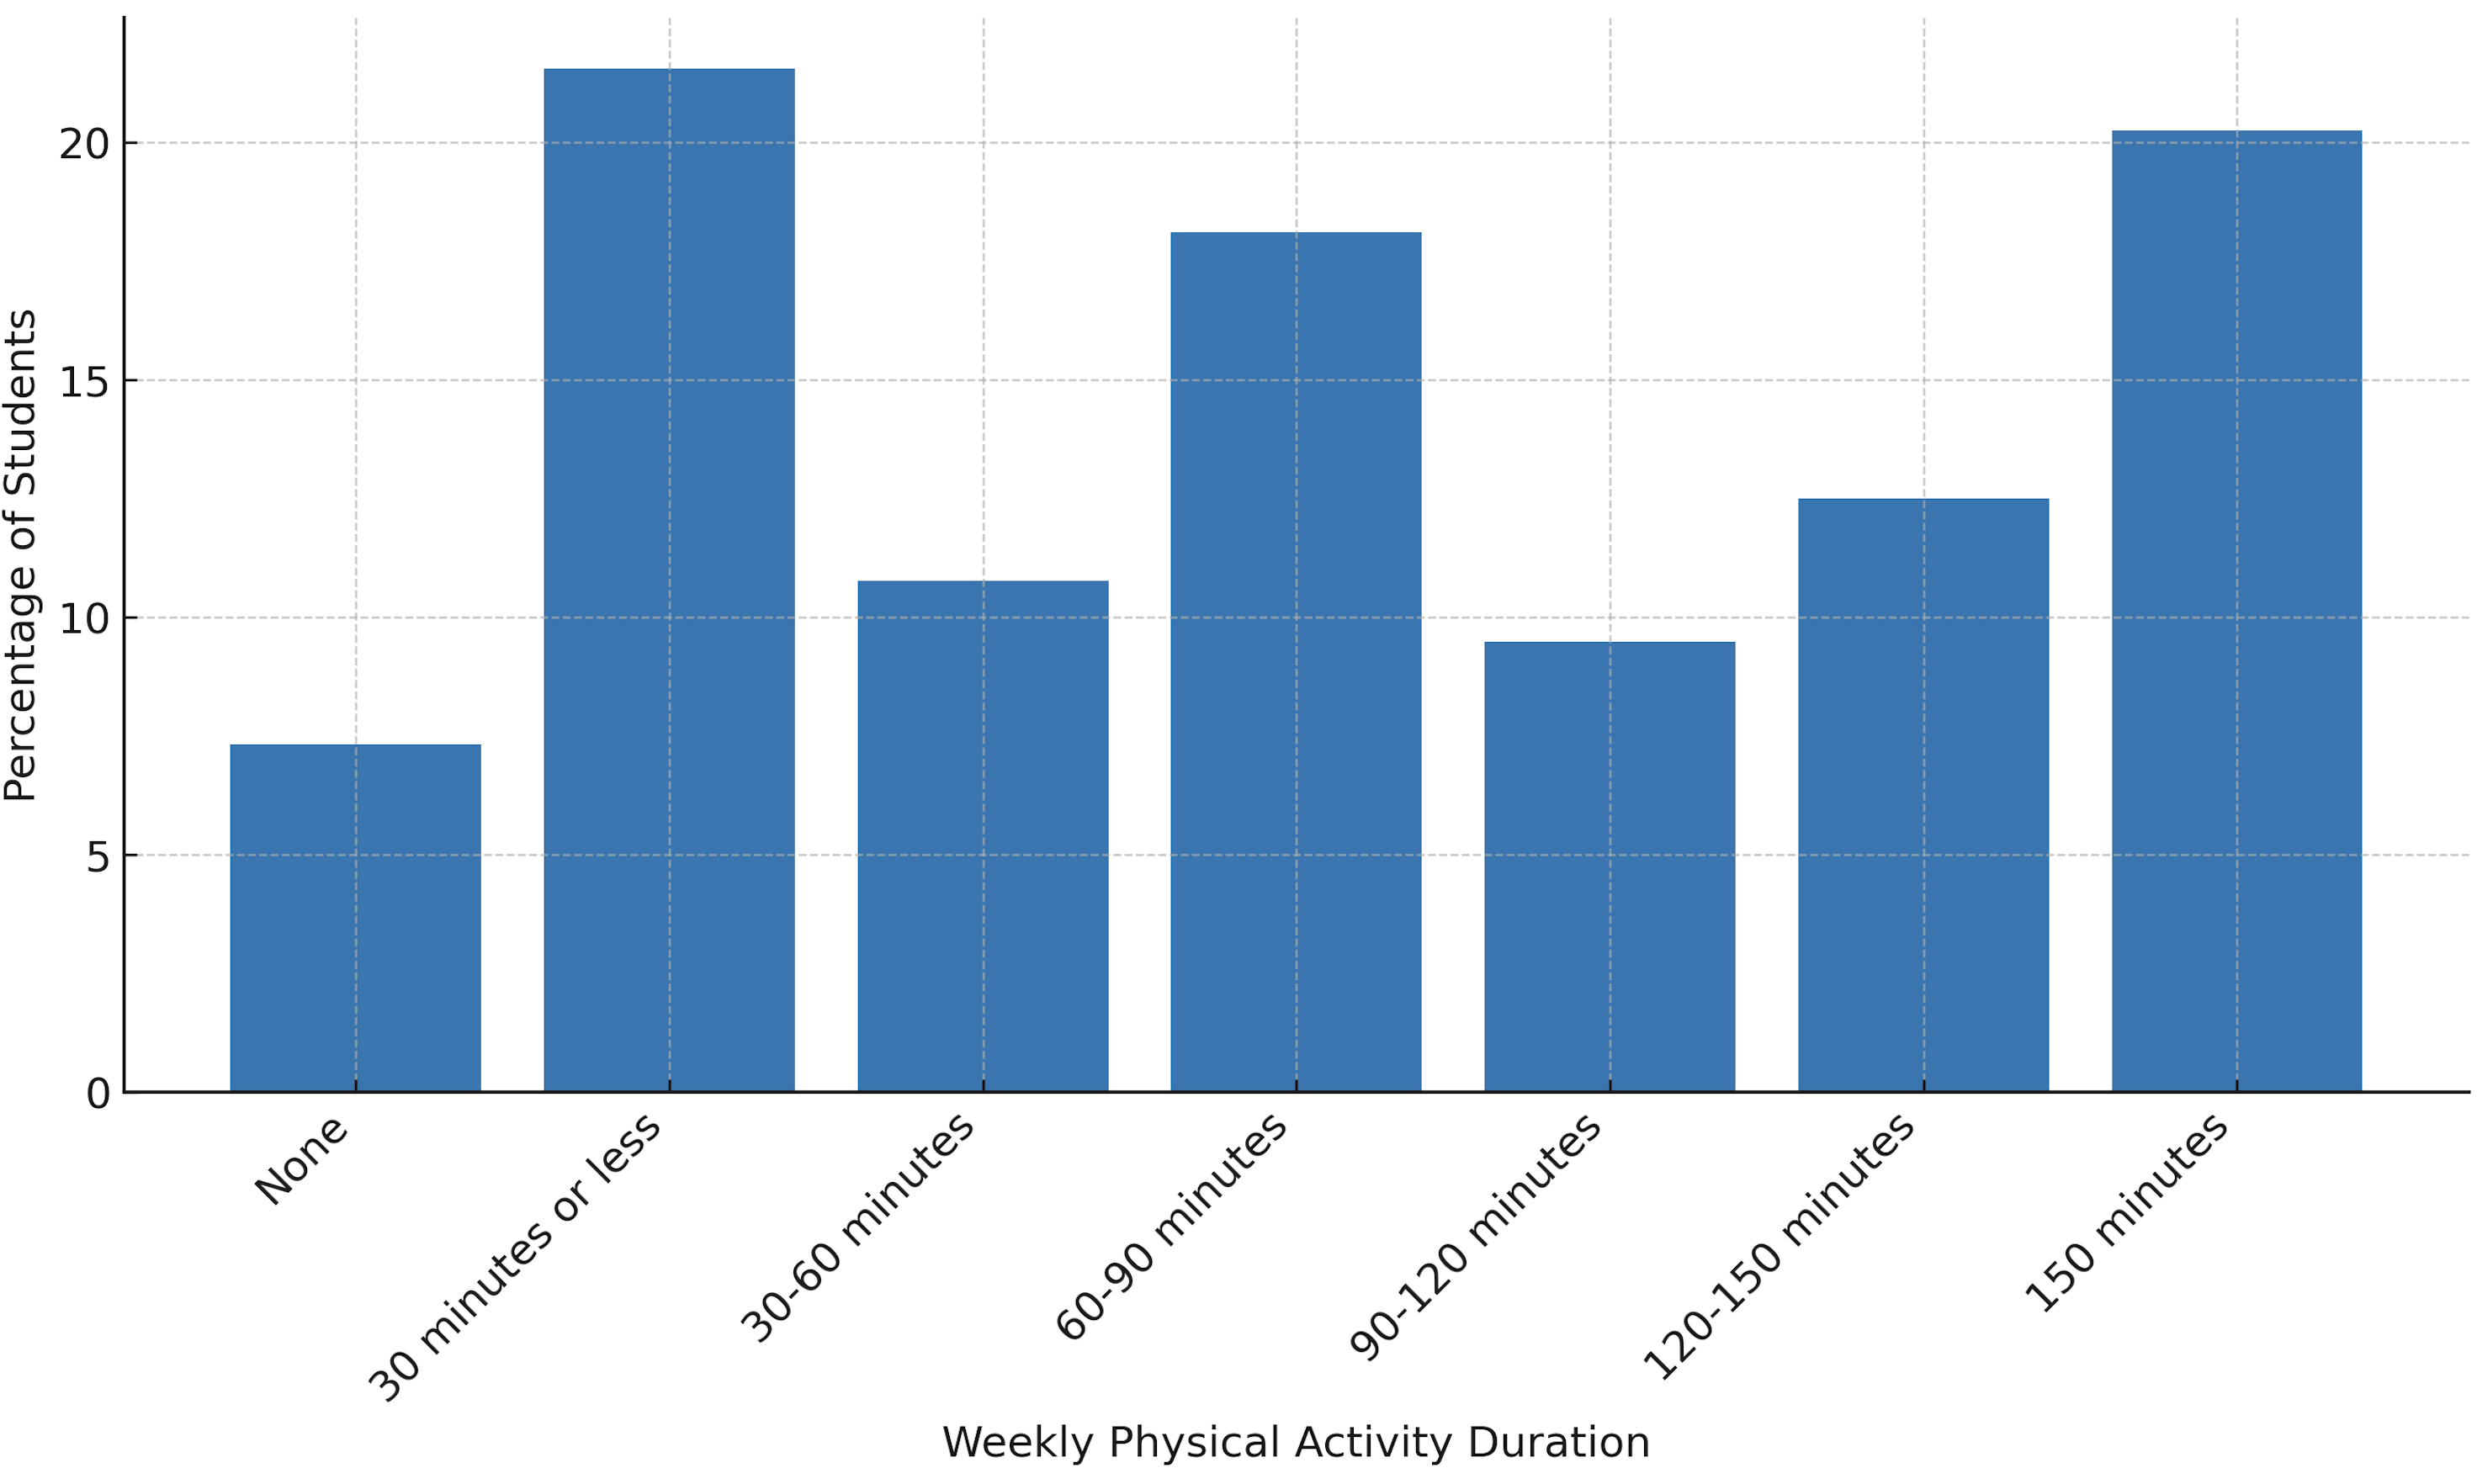 Percentage of Students
20
15
10
5
0
None
30 minutes or less
30-60 minutes
60-90 minutes
90-120 minutes
120-150 minutes
150 minutes
Weekly Physical Activity Duration